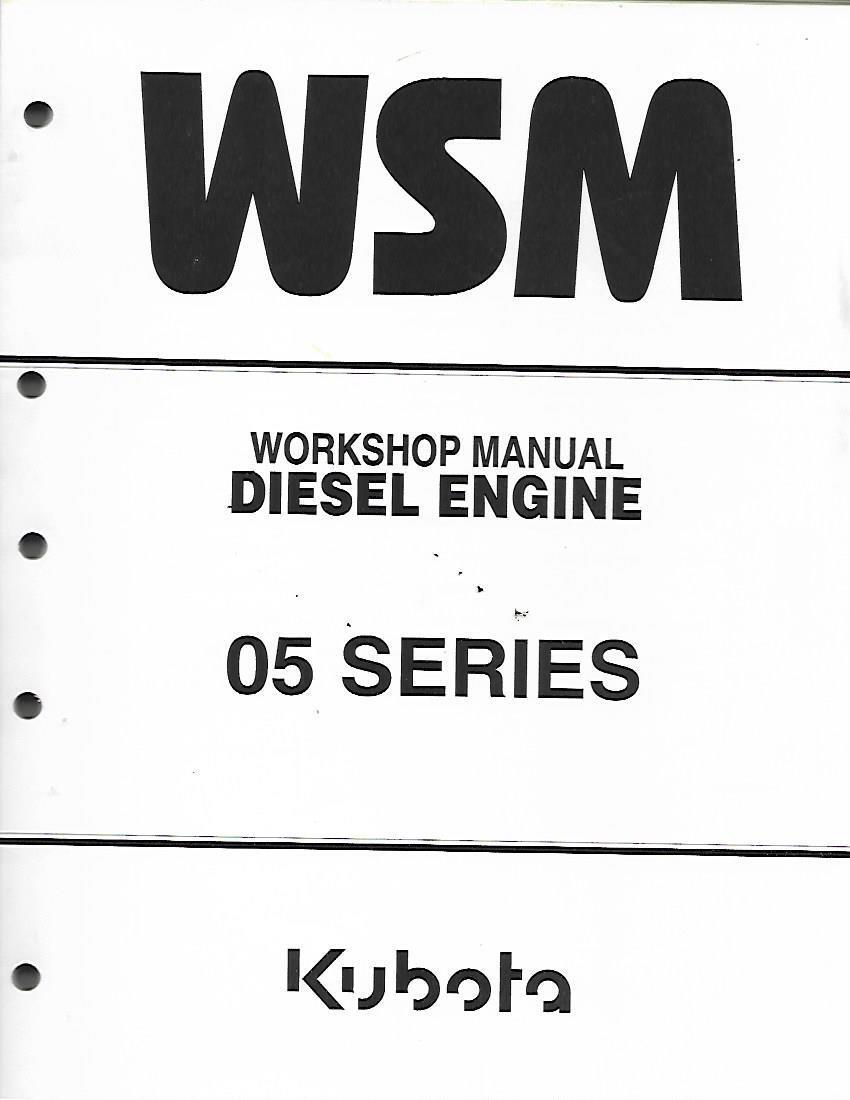 WSM
WORKSHOP MANUAL
DIESEL ENGINE
05 SERIES
Kubota